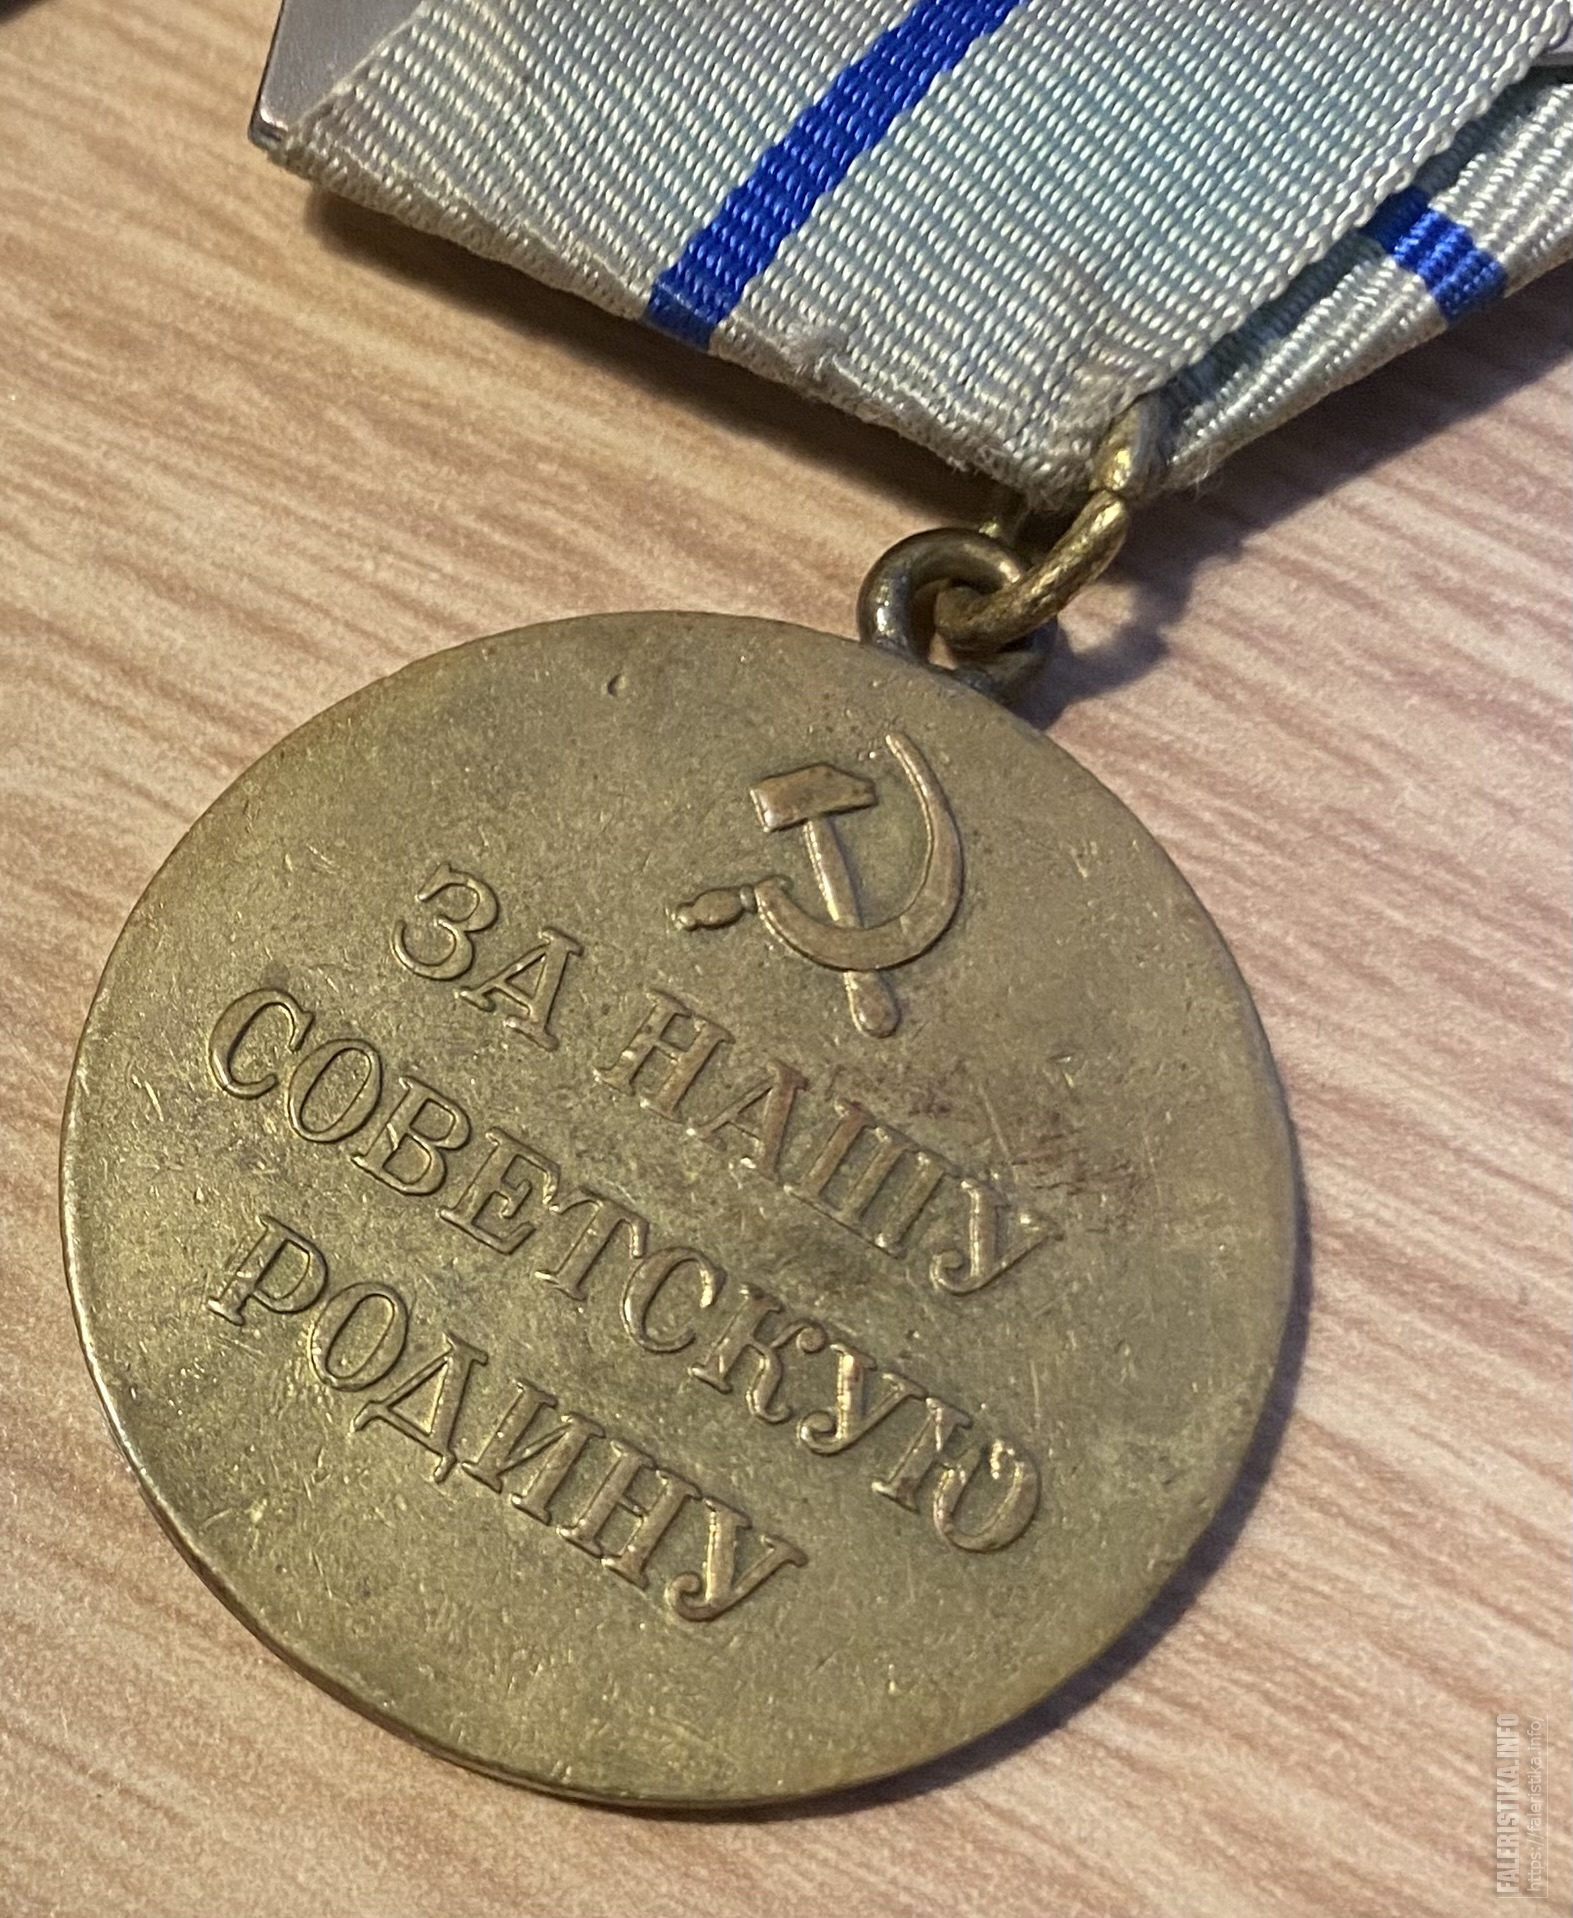 ЗА НАШУ
СОВЕТСКУЮ
РОДИНУ
FALERISTIKA.INFO
https://faleristika.info/